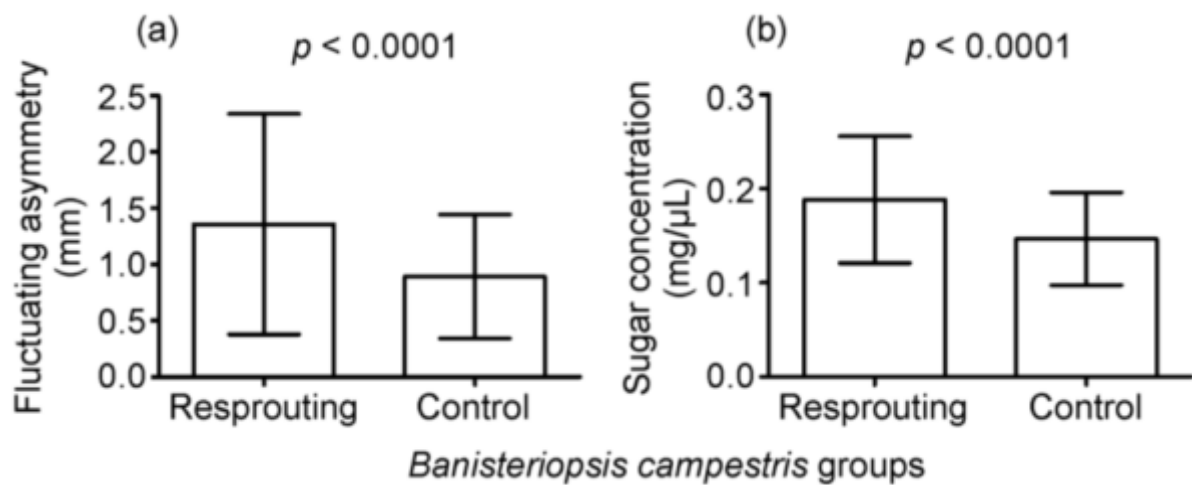 (a)
p < 0.0001
Fluctuating asymmetry
(mm)
2.5
2.0
1.5
1.0
0.5
0.0
Resprouting Control
(b)
p < 0.0001
Sugar concentration
(mg/µL)
0.3
0.2
0.1
0.0
Resprouting Control
Banisteriopsis campestris groups